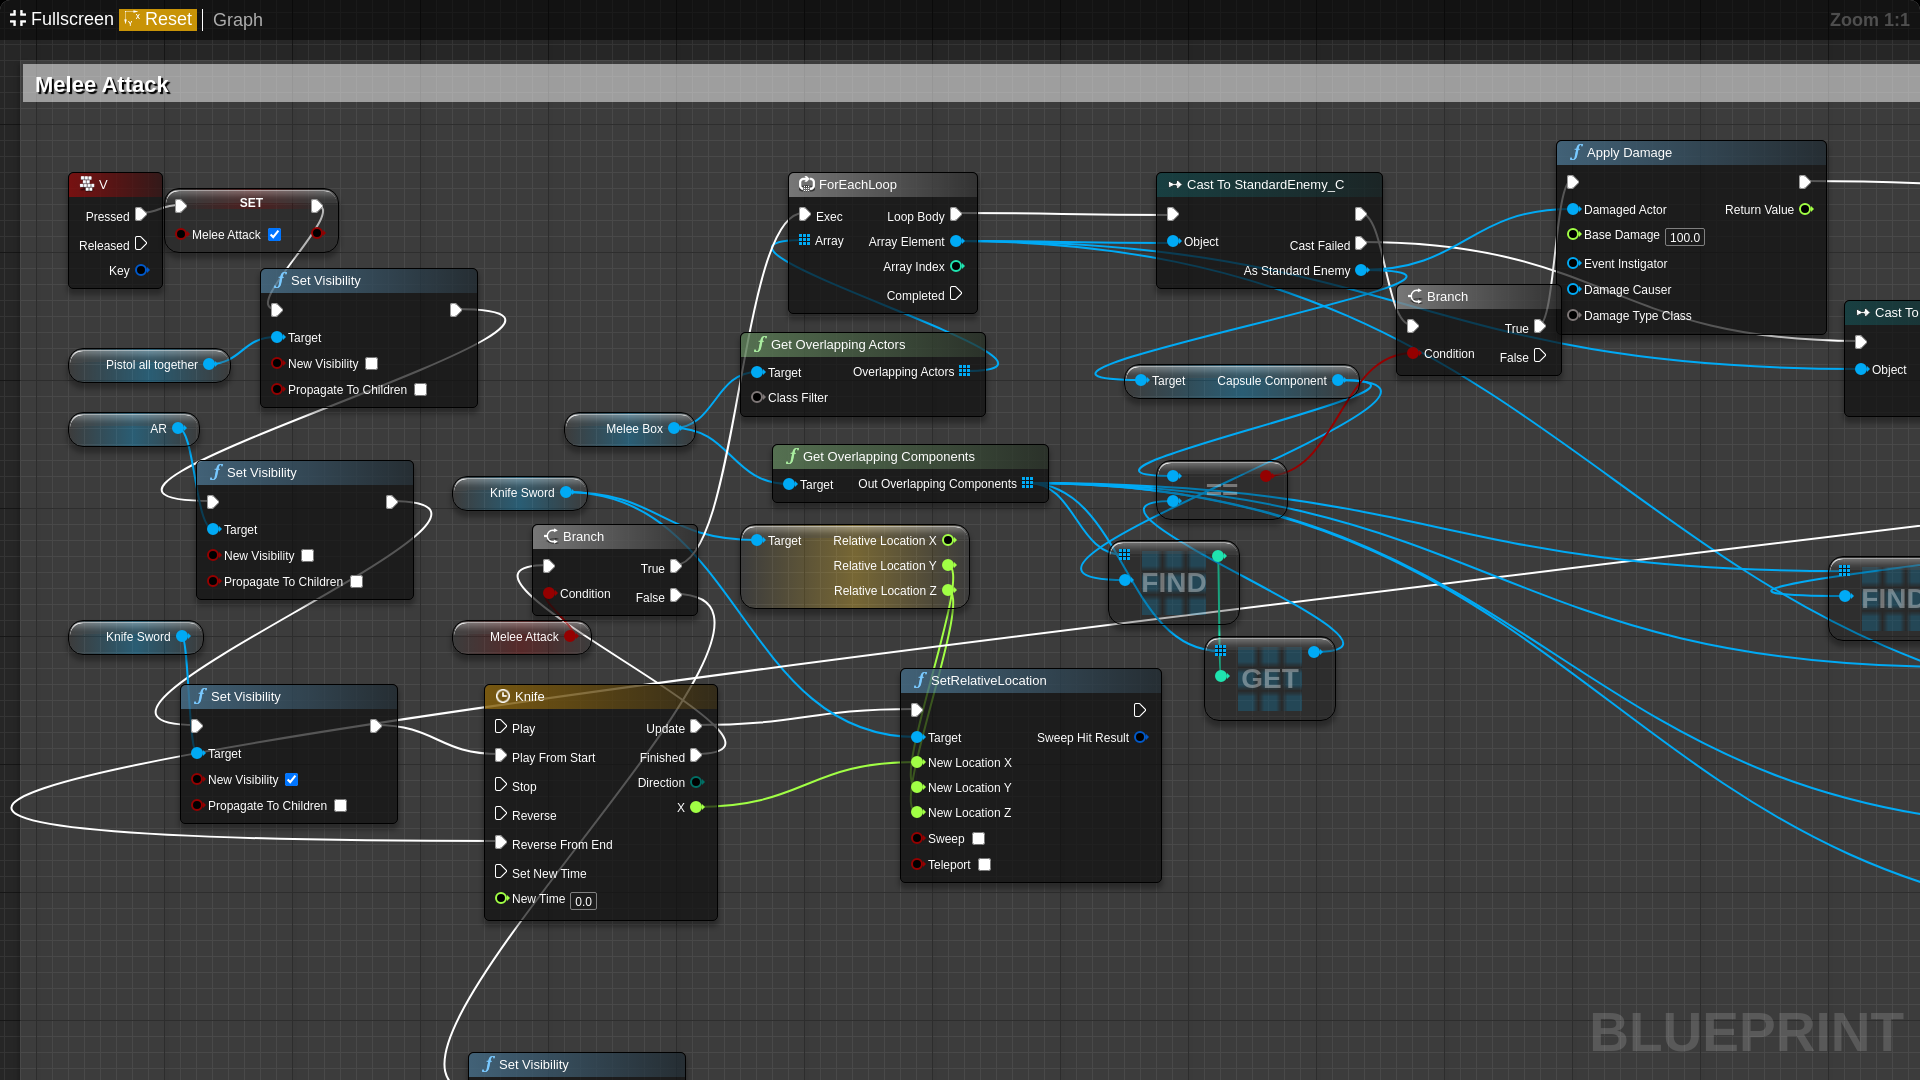 Fullscreen Reset Graph Zoom 1:1
Melee Attack
V
Pressed
Released
Key
SET
Melee Attack
Set Visibility
Target
New Visibility
Propagate To Children
Pistol all together
AR
Set Visibility
Target
New Visibility
Propagate To Children
Knife Sword
Set Visibility
Target
New Visibility
Propagate To Children
Knife Sword
Branch
True
Condition
False
Melee Attack
Knife
Play Update
Play From Start Finished
Stop Direction
Reverse X
Reverse From End
Set New Time
New Time 0.0
Set Visibility
Melee Box
ForEachLoop
Exec Loop Body
Array Array Element
Array Index
Completed
Get Overlapping Actors
Target Overlapping Actors
Class Filter
Get Overlapping Components
Target Out Overlapping Components
Target Relative Location X
Relative Location Y
Relative Location Z
SetRelativeLocation
Target Sweep Hit Result
New Location X
New Location Y
New Location Z
Sweep
Teleport
Cast To StandardEnemy_C
Object Cast Failed
As Standard Enemy
Target Capsule Component
==
FIND
GET
Branch
True
Condition False
Apply Damage
Damaged Actor Return Value
Base Damage 100.0
Event Instigator
Damage Causer
Damage Type Class
Cast To
Object
FIND
BLUEPRINT